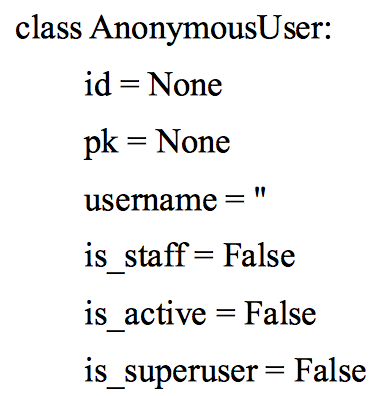 class AnonymousUser:
id = None
pk = None
username = ''
is_staff = False
is_active = False
is_superuser = False